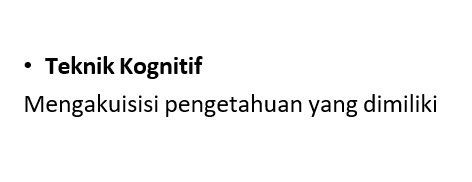 • Teknik Kognitif
Mengakuisisi pengetahuan yang dimiliki